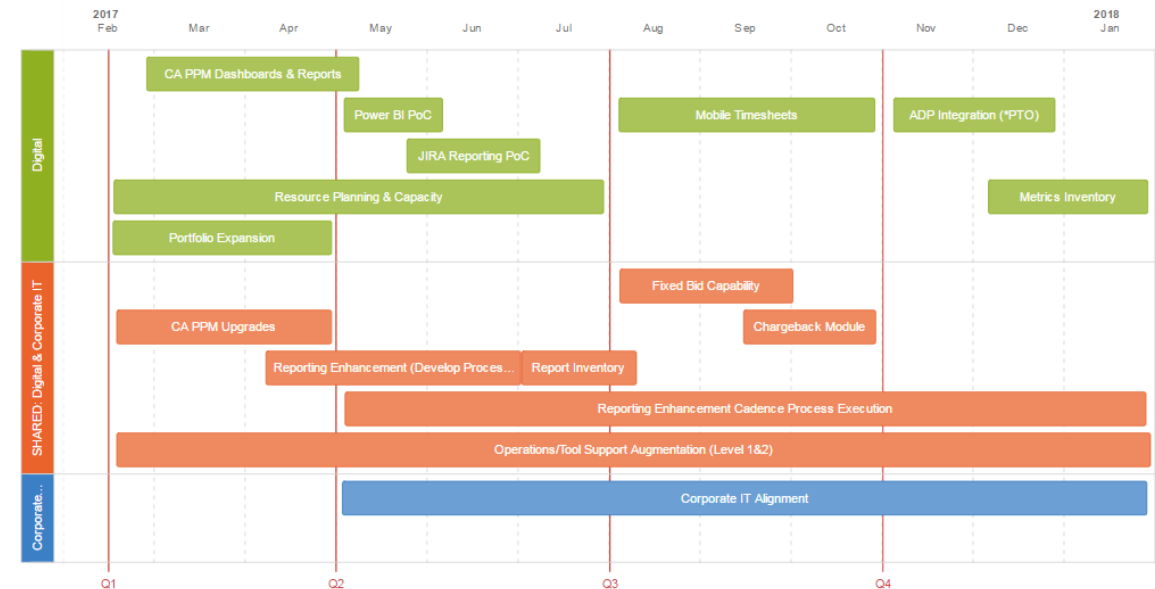 2017
2018
Feb Mar Apr May Jun Jul Aug Sep Oct Nov Dec Jan
Digital
CA PPM Dashboards & Reports
Power BI PoC
Mobile Timesheets
ADP Integration (*PTO)
JIRA Reporting PoC
Resource Planning & Capacity
Metrics Inventory
Portfolio Expansion
SHARED: Digital & Corporate IT
Fixed Bid Capability
CA PPM Upgrades
Chargeback Module
Reporting Enhancement (Develop Proces...
Report Inventory
Reporting Enhancement Cadence Process Execution
Operations/Tool Support Augmentation (Level 1&2)
Corporate...
Corporate IT Alignment
Q1 Q2 Q3 Q4